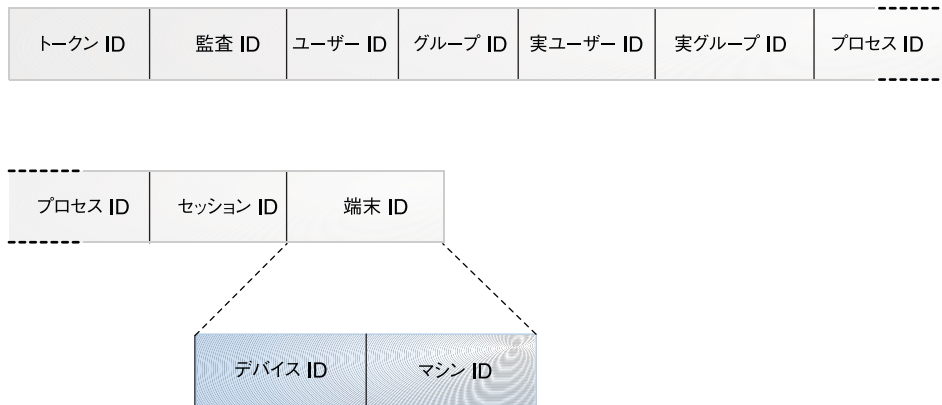 トークン ID 監査 ID ユーザー ID グループ ID 実ユーザー ID 実グループ ID プロセス ID
プロセス ID セッション ID 端末 ID
デバイス ID マシン ID